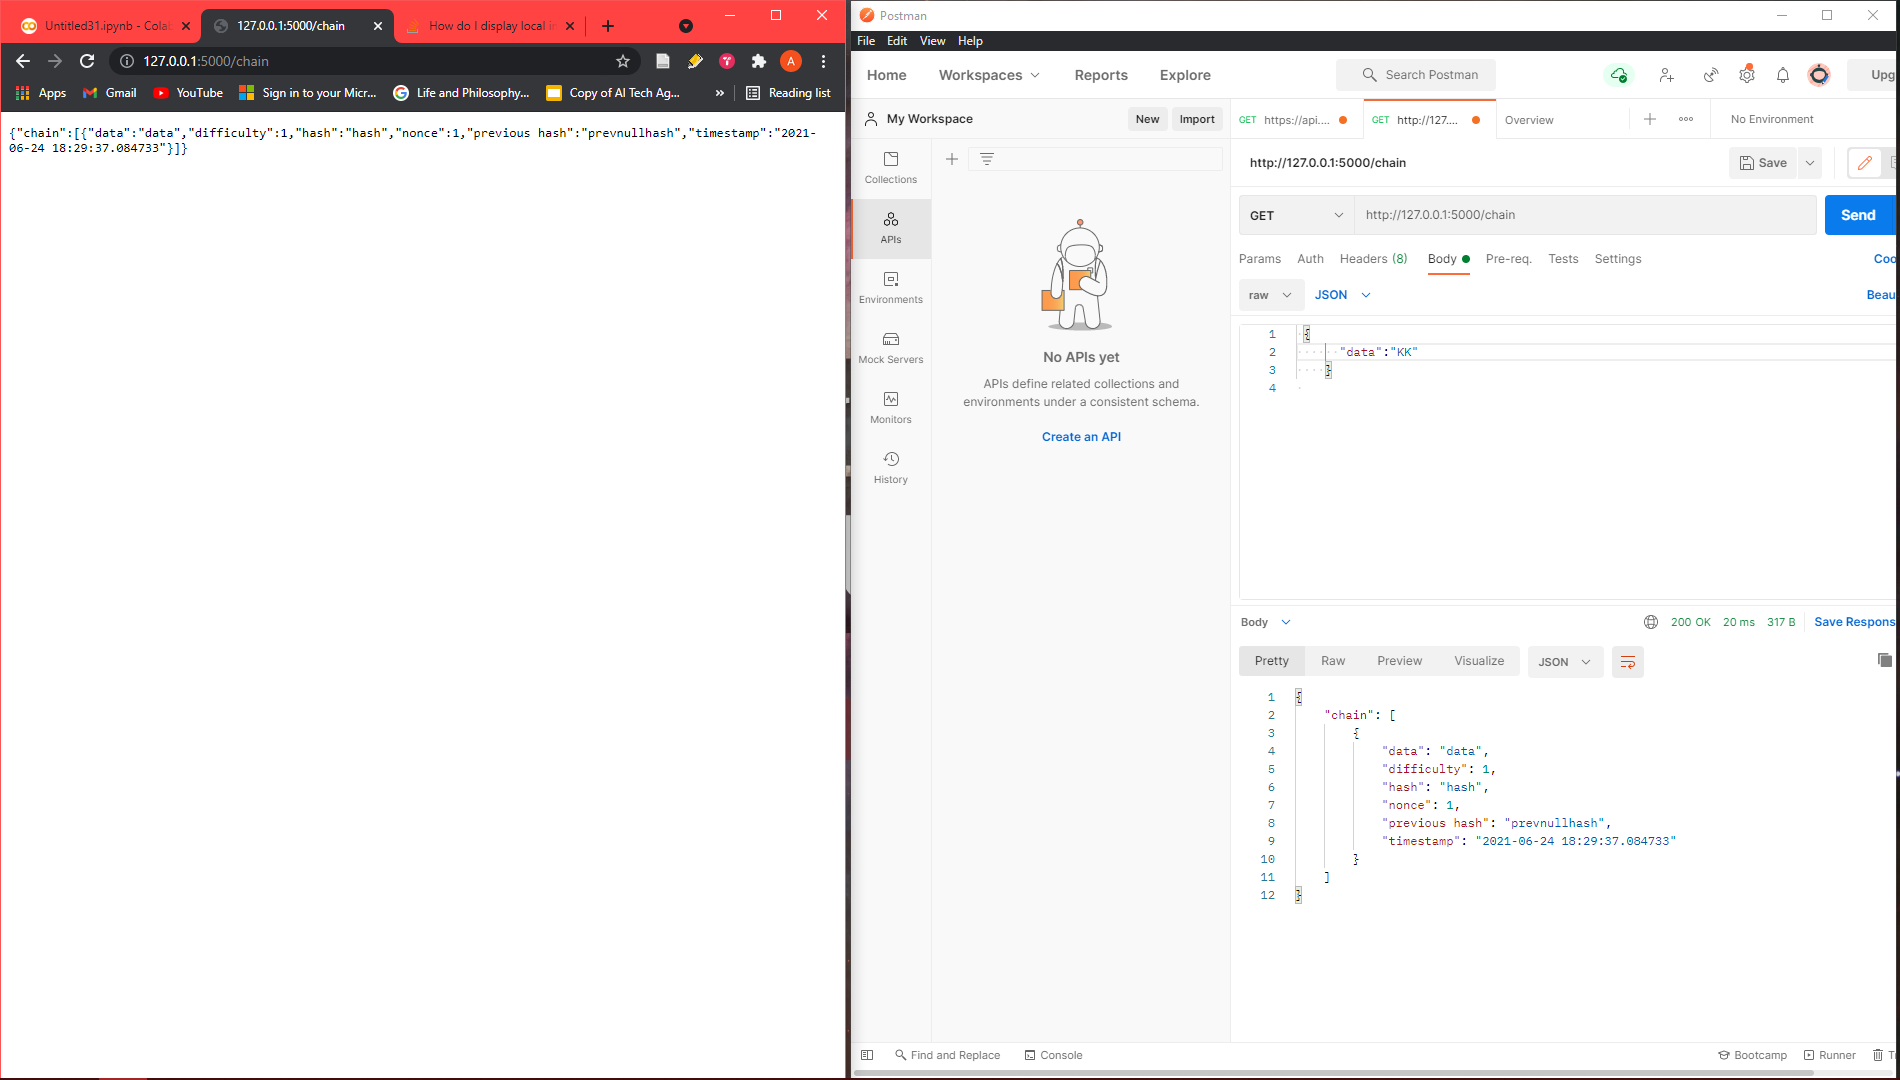 Untitled31.ipynb - Colab
127.0.0.1:5000/chain
How do I display local in
127.0.0.1:5000/chain
Apps
Gmail
YouTube
Sign in to your Micr...
Life and Philosophy...
Copy of AI Tech Ag...
»
Reading list
A
{"chain":[{"data":"data","difficulty":1,"hash":"hash","nonce":1,"previous hash":"prevnullhash","timestamp":"2021-
06-24 18:29:37.084733"}]}
Postman
File Edit View Help
Home Workspaces Reports Explore
Search Postman
Upg
My Workspace
New Import
GET https://api....
GET http://127....
Overview
No Environment
Collections
APIs
Environments
Mock Servers
Monitors
History
No APIs yet
APIs define related collections and
environments under a consistent schema.
Create an API
http://127.0.0.1:5000/chain
Save
GET
http://127.0.0.1:5000/chain
Send
Params Auth Headers (8) Body Pre-req. Tests Settings
Coo
raw JSON
Beau
1 {
2 "data":"KK"
3 }
4
Body
200 OK 20 ms 317 B Save Respons
Pretty Raw Preview Visualize JSON
1 {
2 "chain": [
3 {
4 "data": "data",
5 "difficulty": 1,
6 "hash": "hash",
7 "nonce": 1,
8 "previous hash": "prevnullhash",
9 "timestamp": "2021-06-24 18:29:37.084733"
10 }
11 ]
12 }
Find and Replace Console
Bootcamp Runner Tr